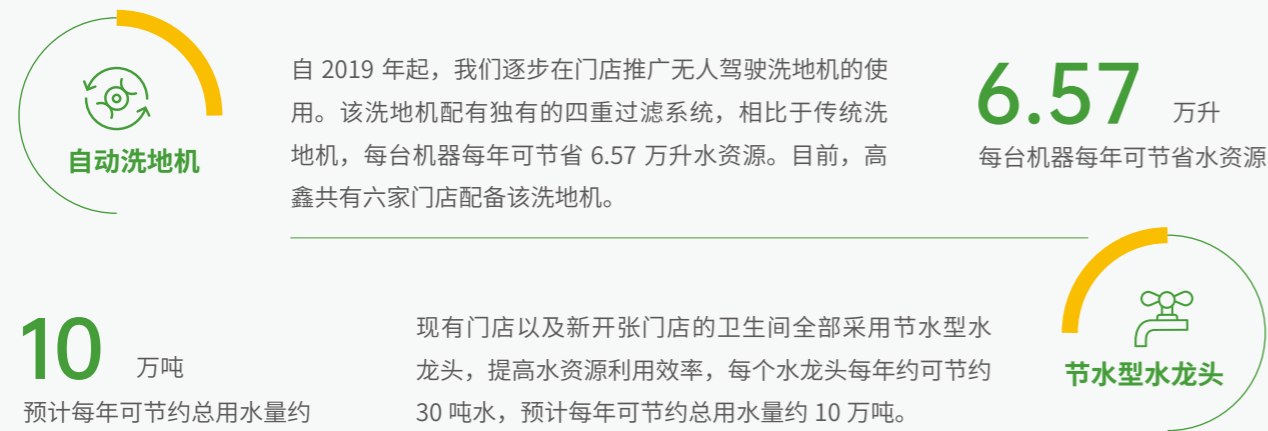 自动洗地机
自 2019 年起，我们逐步在门店推广无人驾驶洗地机的使
用。该洗地机配有独有的四重过滤系统，相比于传统洗
地机，每台机器每年可节省 6.57 万升水资源。目前，高
鑫共有六家门店配备该洗地机。
6.57 万升
每台机器每年可节省水资源
10 万吨
预计每年可节约总用水量约
现有门店以及新开张门店的卫生间全部采用节水型水
龙头，提高水资源利用效率，每个水龙头每年约可节约
30 吨水，预计每年可节约总用水量约 10 万吨。
节水型水龙头